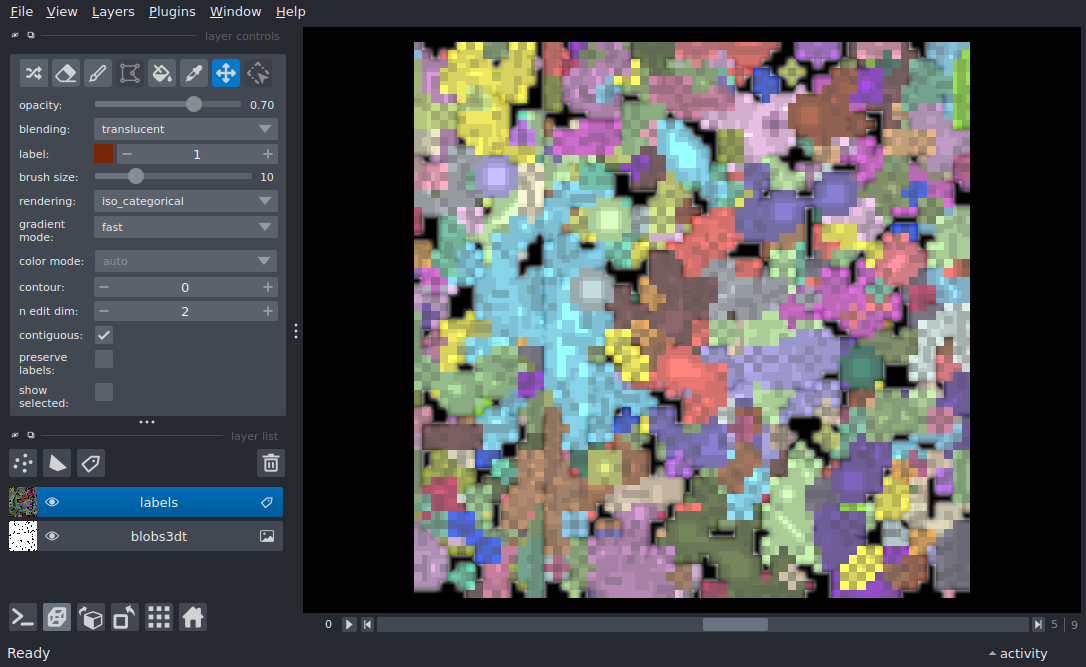 File View Layers Plugins Window Help
layer controls
opacity: 0.70
blending: translucent
label: 1
brush size: 10
rendering: iso_categorical
gradient
mode: fast
color mode: auto
contour: 0
n edit dim: 2
contiguous:
preserve
labels:
show
selected:
layer list
labels
blobs3dt
0 5 9
Ready activity